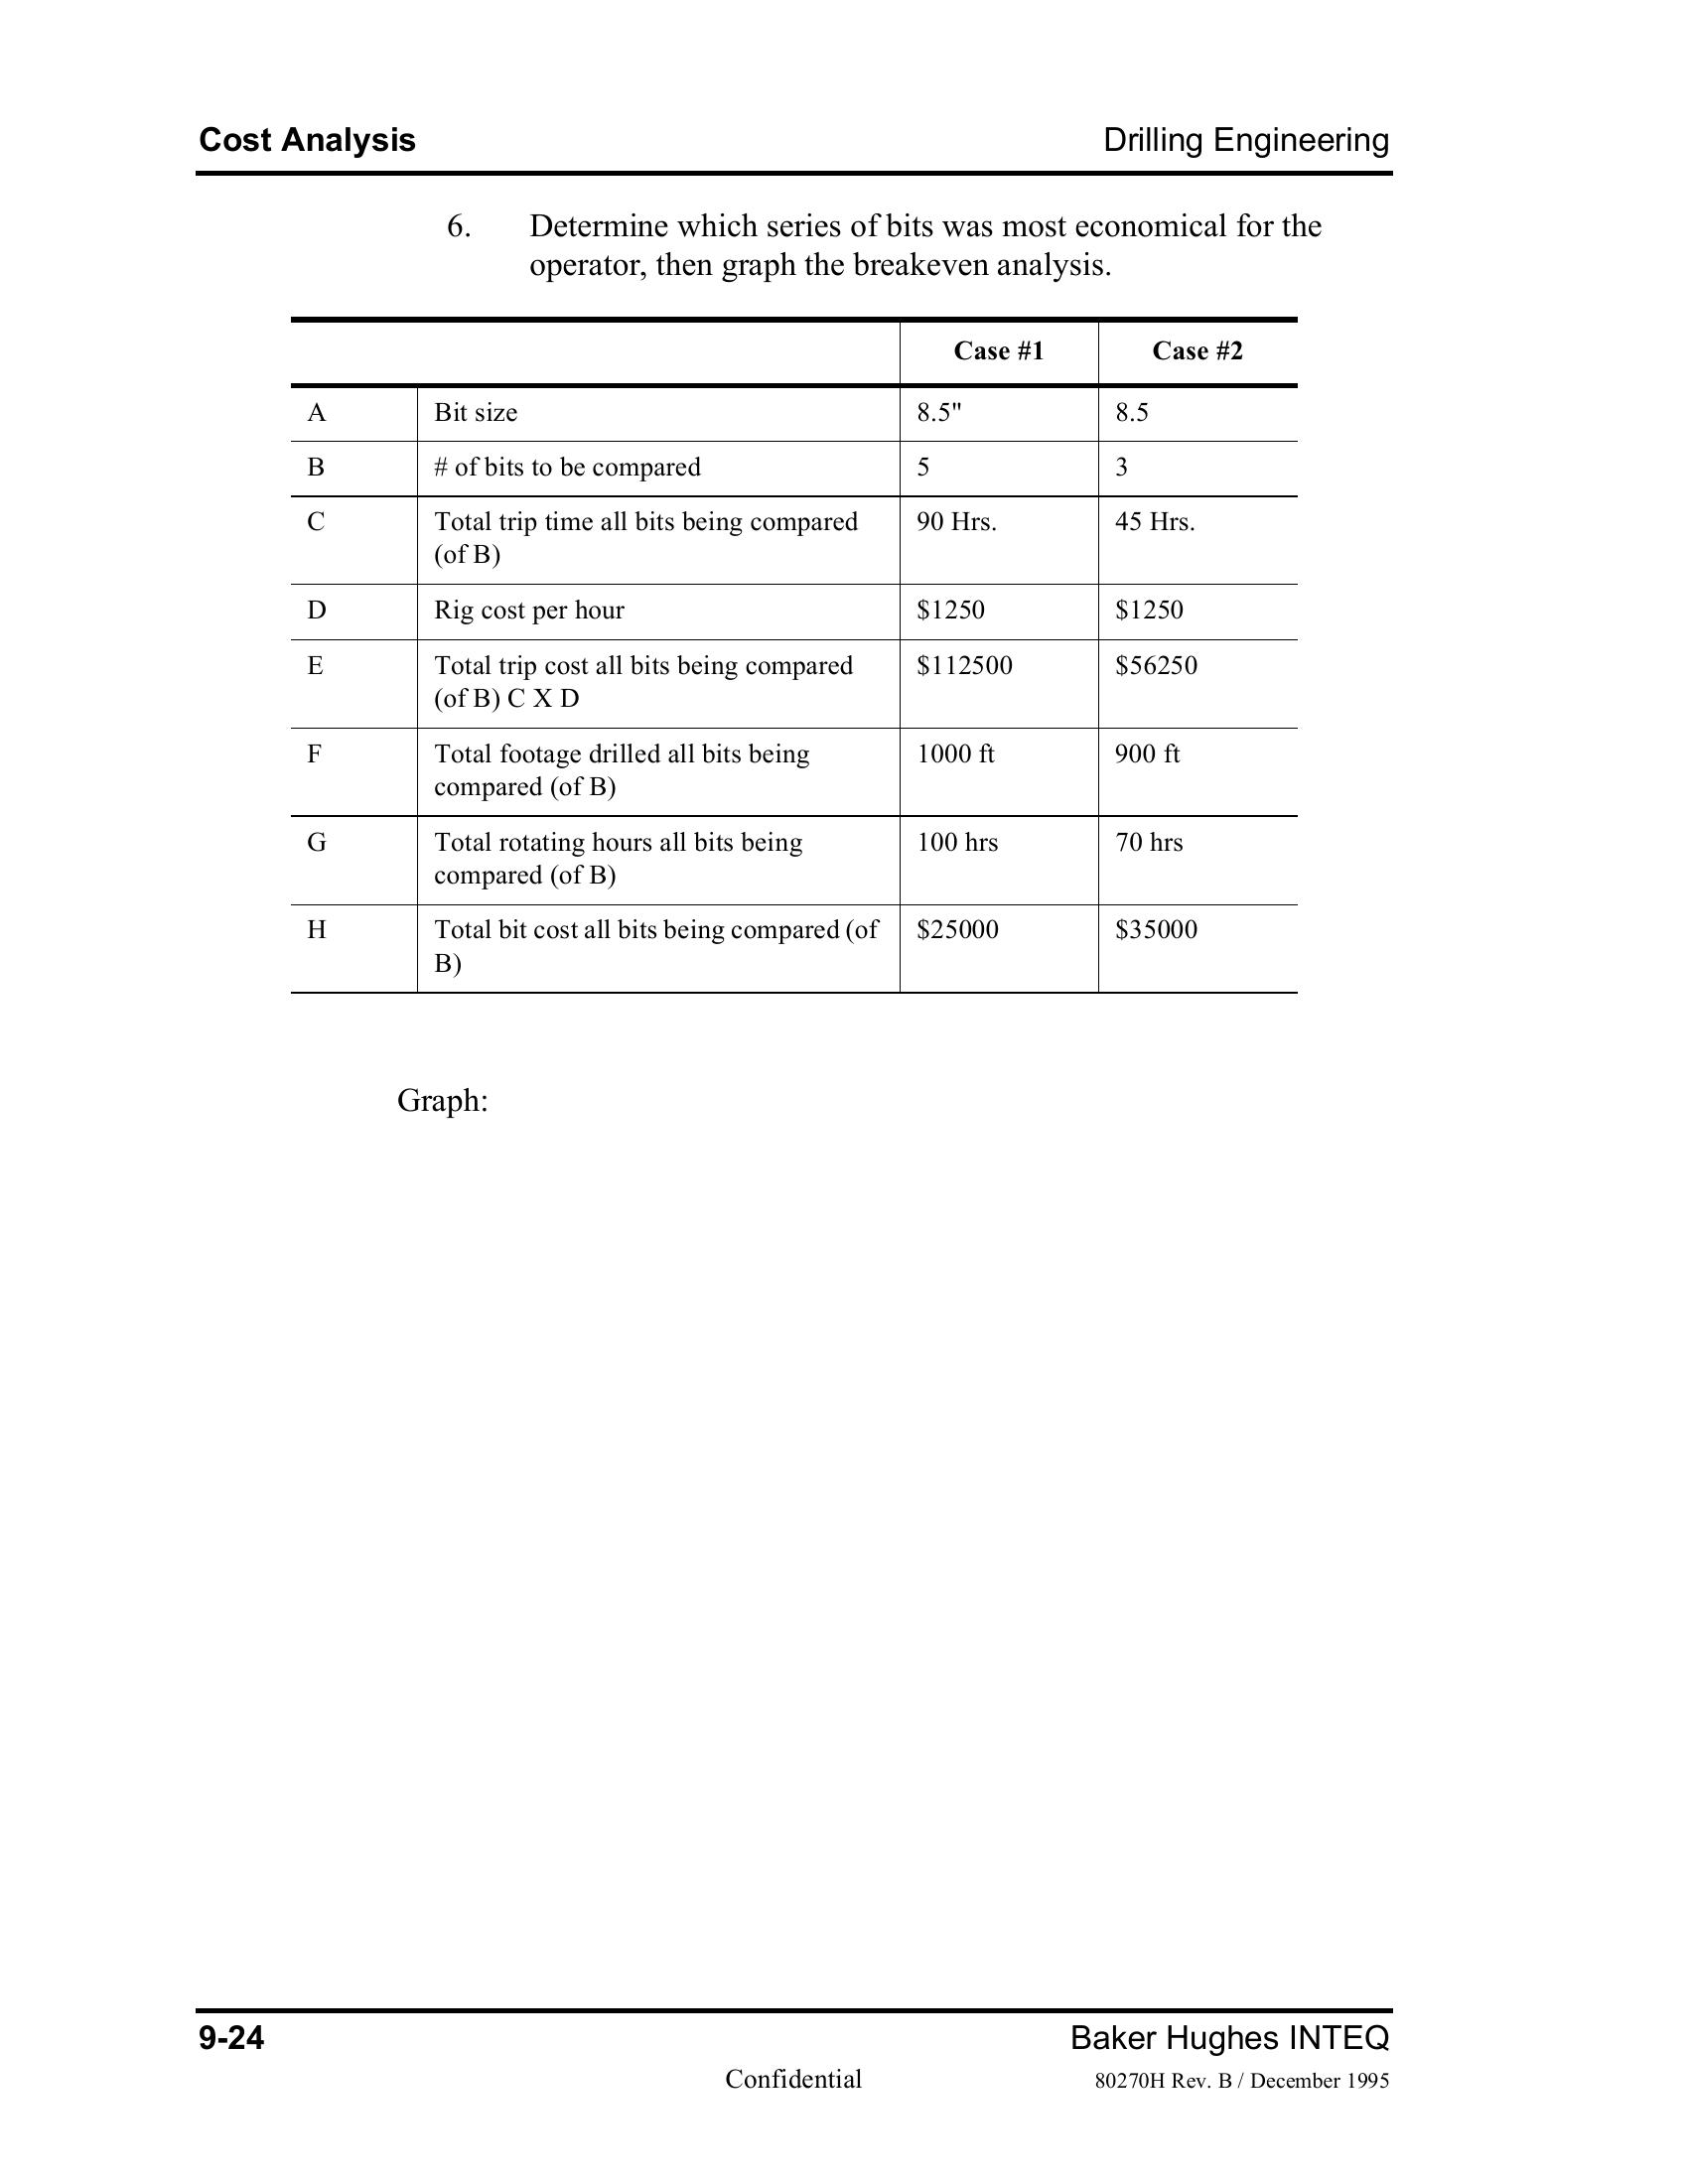 Cost Analysis Drilling Engineering
6. Determine which series of bits was most economical for the
operator, then graph the breakeven analysis.
Case #1 Case #2
A Bit size 8.5" 8.5
B # of bits to be compared 5 3
C Total trip time all bits being compared 90 Hrs. 45 Hrs.
(of B)
D Rig cost per hour $1250 $1250
E Total trip cost all bits being compared $112500 $56250
(of B) C X D
F Total footage drilled all bits being 1000 ft 900 ft
compared (of B)
G Total rotating hours all bits being 100 hrs 70 hrs
compared (of B)
H Total bit cost all bits being compared (of $25000 $35000
B)
Graph:
9-24 Baker Hughes INTEQ
Confidential 80270H Rev. B / December 1995